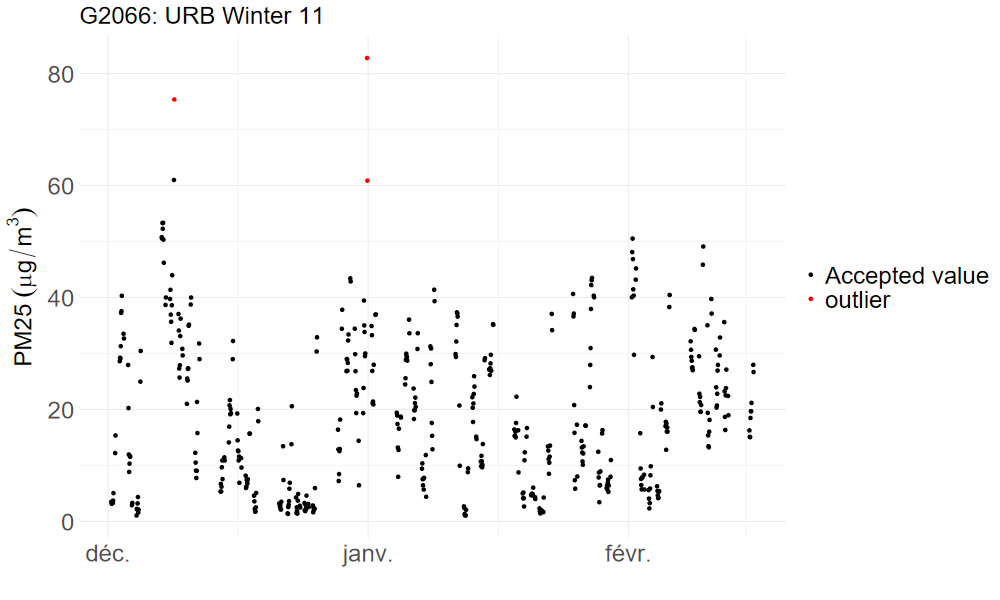 G2066: URB Winter 11
80
60
40
20
0
PM25 (μg/m³)
déc.
janv.
févr.
Accepted value
outlier